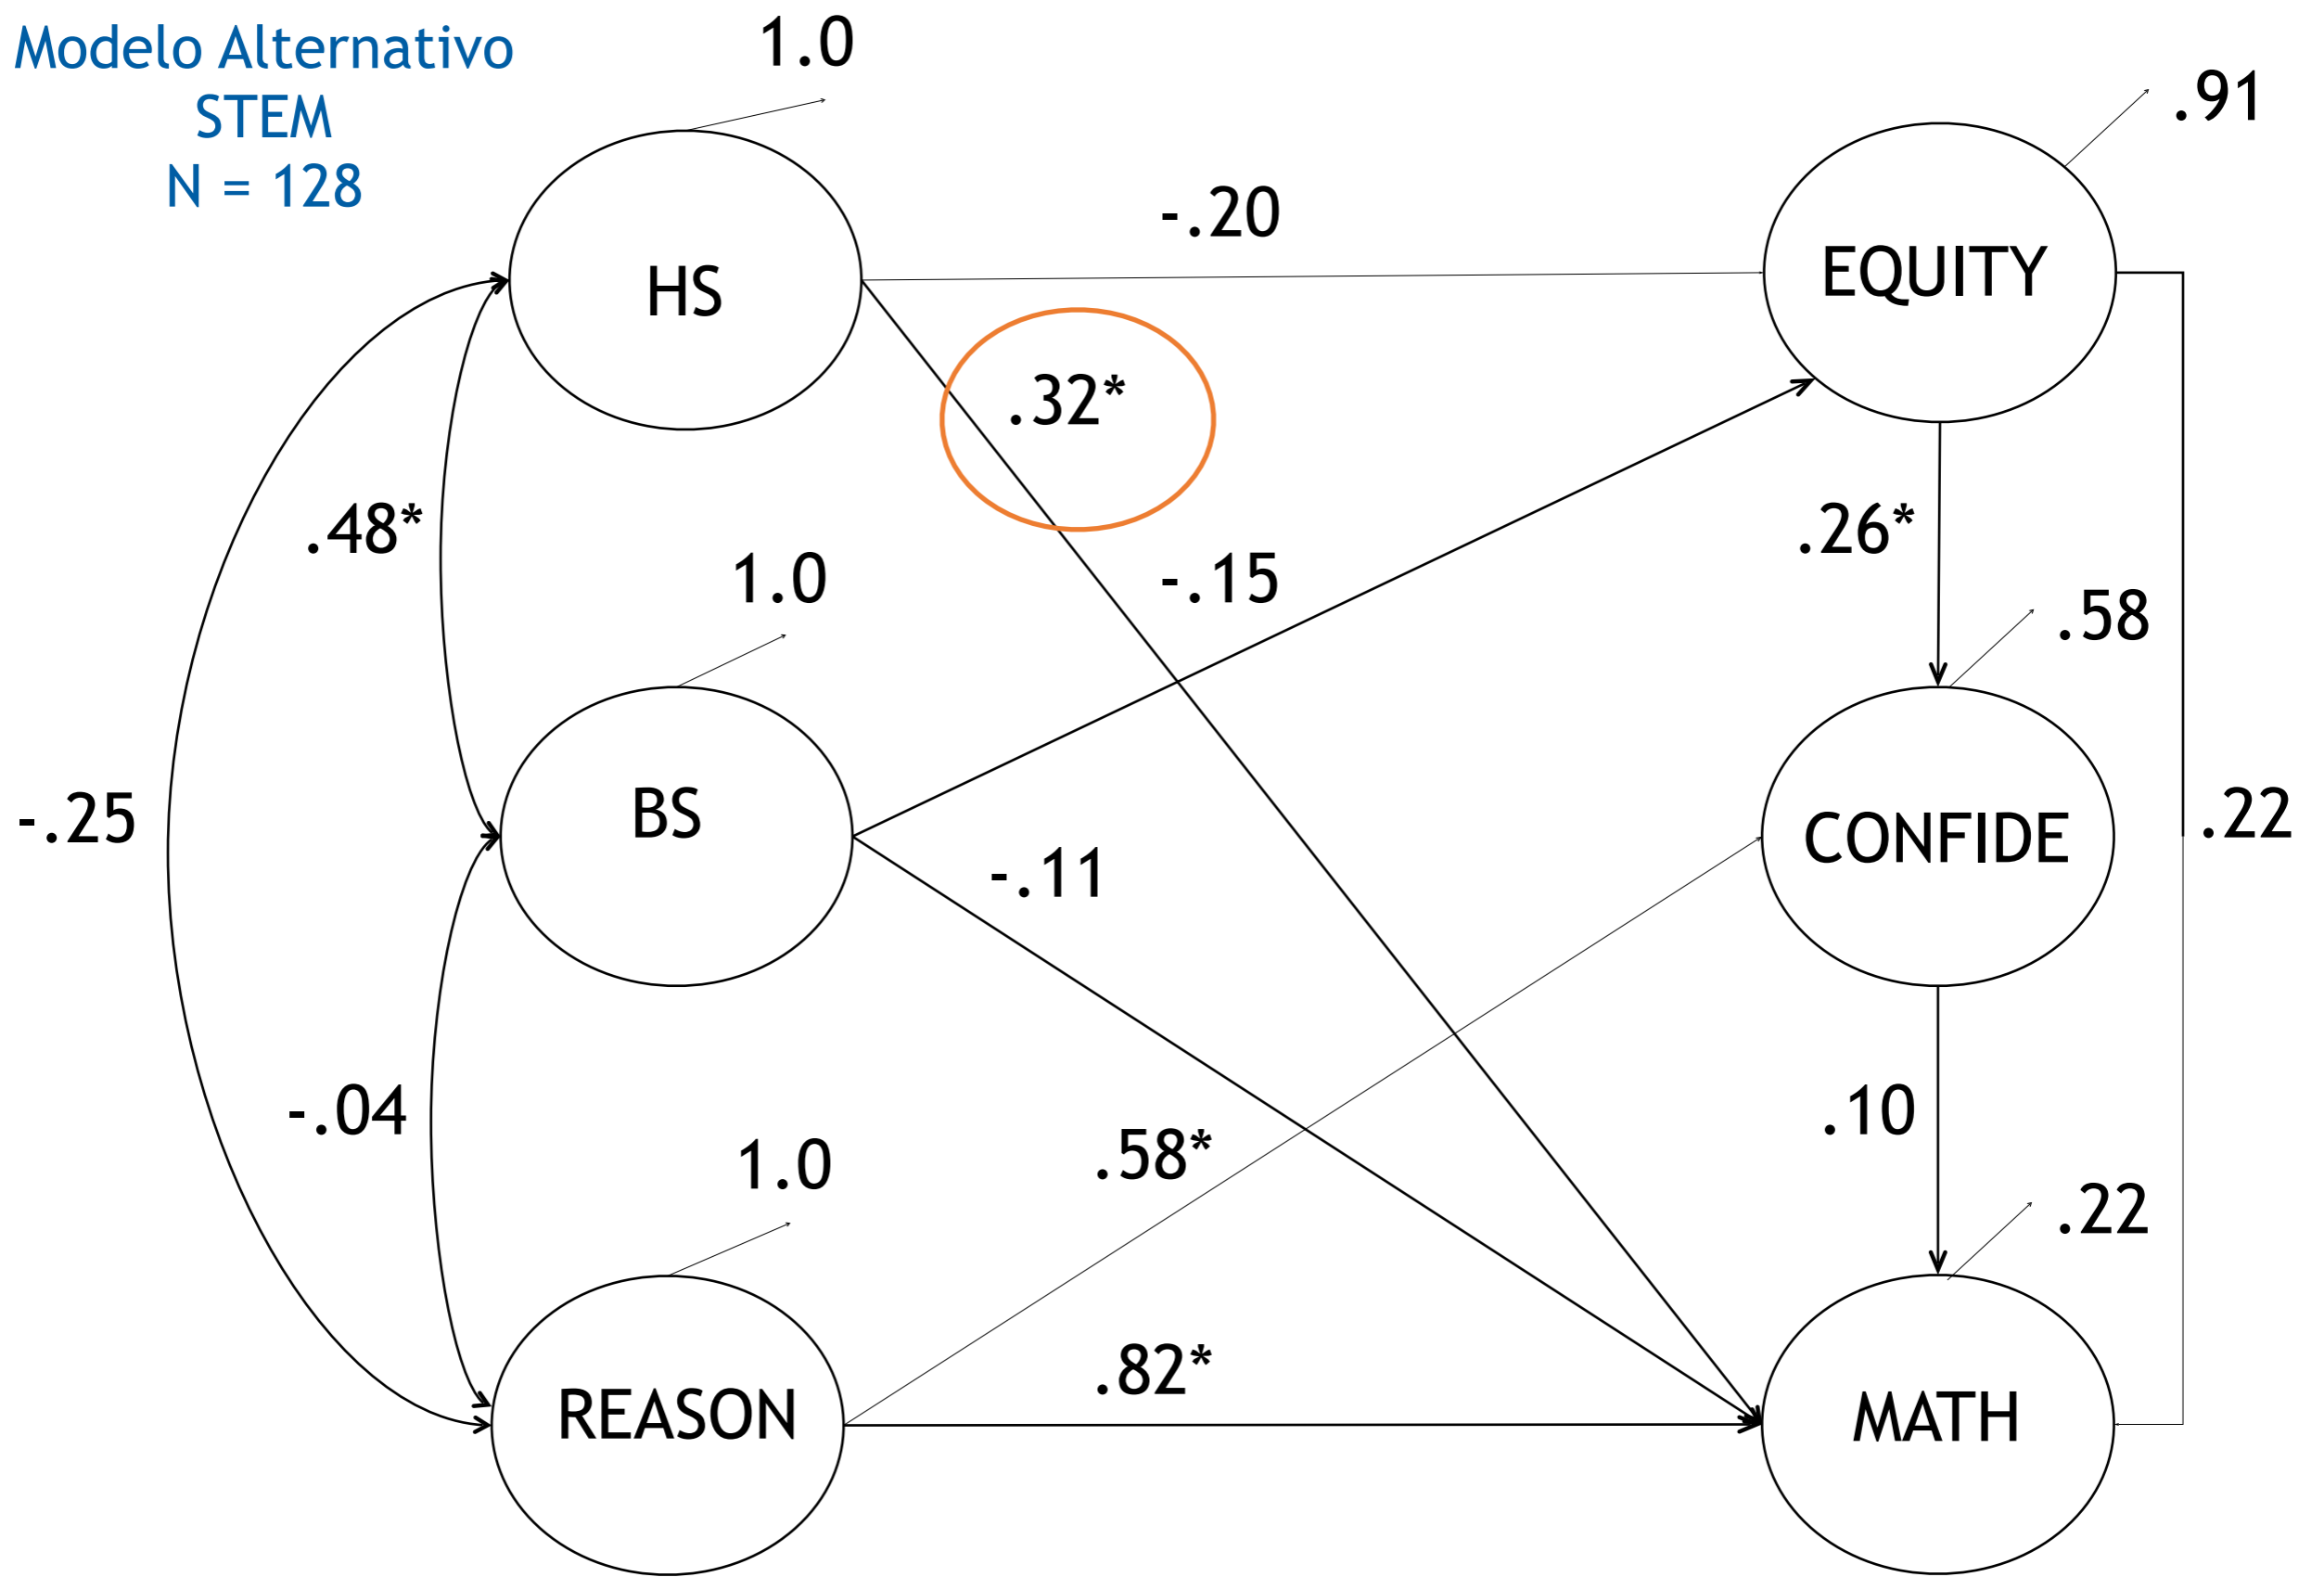 Modelo Alternativo
STEM
N = 128
1.0
.91
-.20
HS
EQUITY
.32*
.48*
.26*
1.0
-.15
.58
-.25
BS
CONFIDE
.22
-.11
-.04
.10
1.0
.58*
.22
.82*
REASON
MATH